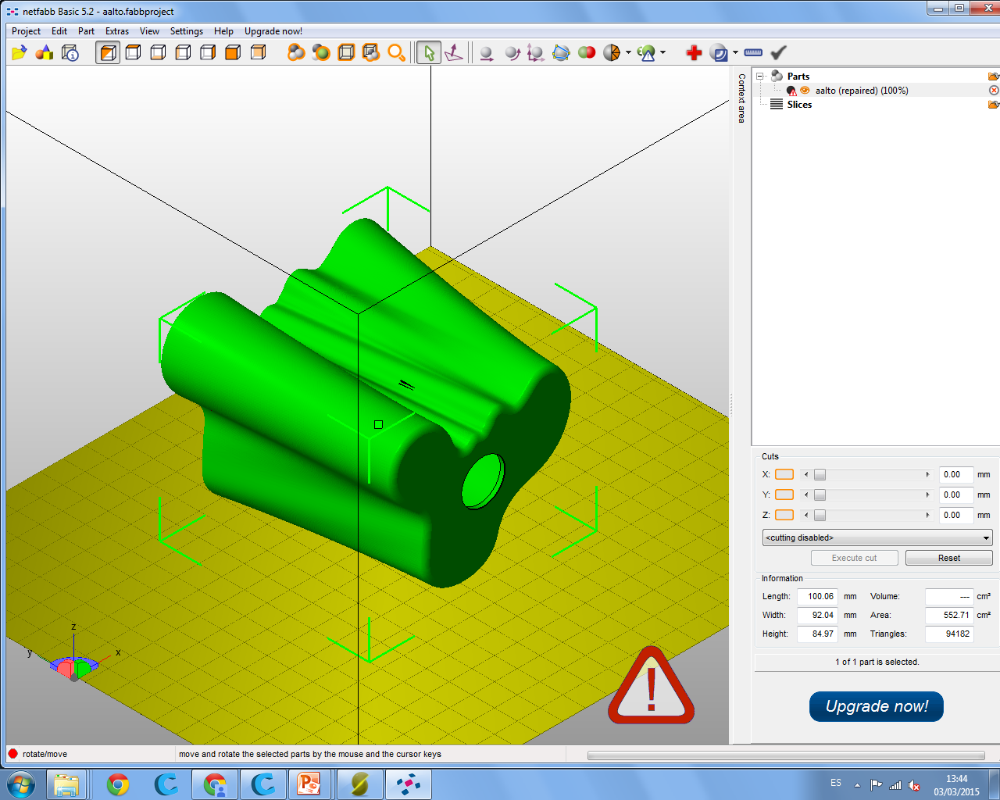 netfabb Basic 5.2 - aalto.fabbproject
Project Edit Part Extras View Settings Help Upgrade now!
Context area
Parts
aalto (repaired) (100%)
Slices
Cuts
X: 0.00 mm
Y: 0.00 mm
Z: 0.00 mm
<cutting disabled>
Execute cut Reset
Information
Length: 100.06 mm Volume: --- cm³
Width: 92.04 mm Area: 552.71 cm²
Height: 84.97 mm Triangles: 94182
1 of 1 part is selected.
Upgrade now!
z
y
x
!
rotate/move move and rotate the selected parts by the mouse and the cursor keys
ES 13:44
03/03/2015